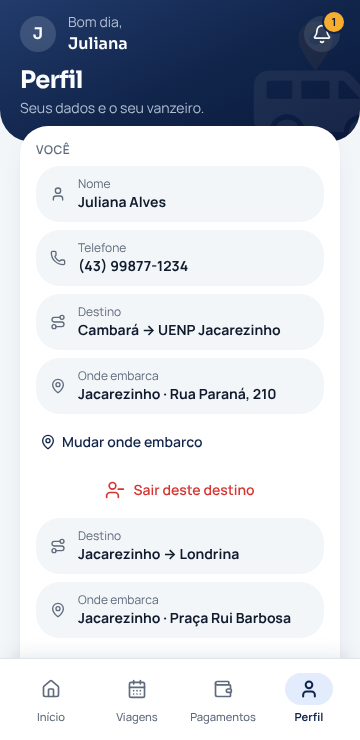 J
Bom dia,
Juliana
1
Perfil
Seus dados e o seu vanzeiro.
VOCÊ
Nome
Juliana Alves
Telefone
(43) 99877-1234
Destino
Cambará → UENP Jacarezinho
Onde embarca
Jacarezinho · Rua Paraná, 210
Mudar onde embarco
Sair deste destino
Destino
Jacarezinho → Londrina
Onde embarca
Jacarezinho · Praça Rui Barbosa
Início
Viagens
Pagamentos
Perfil